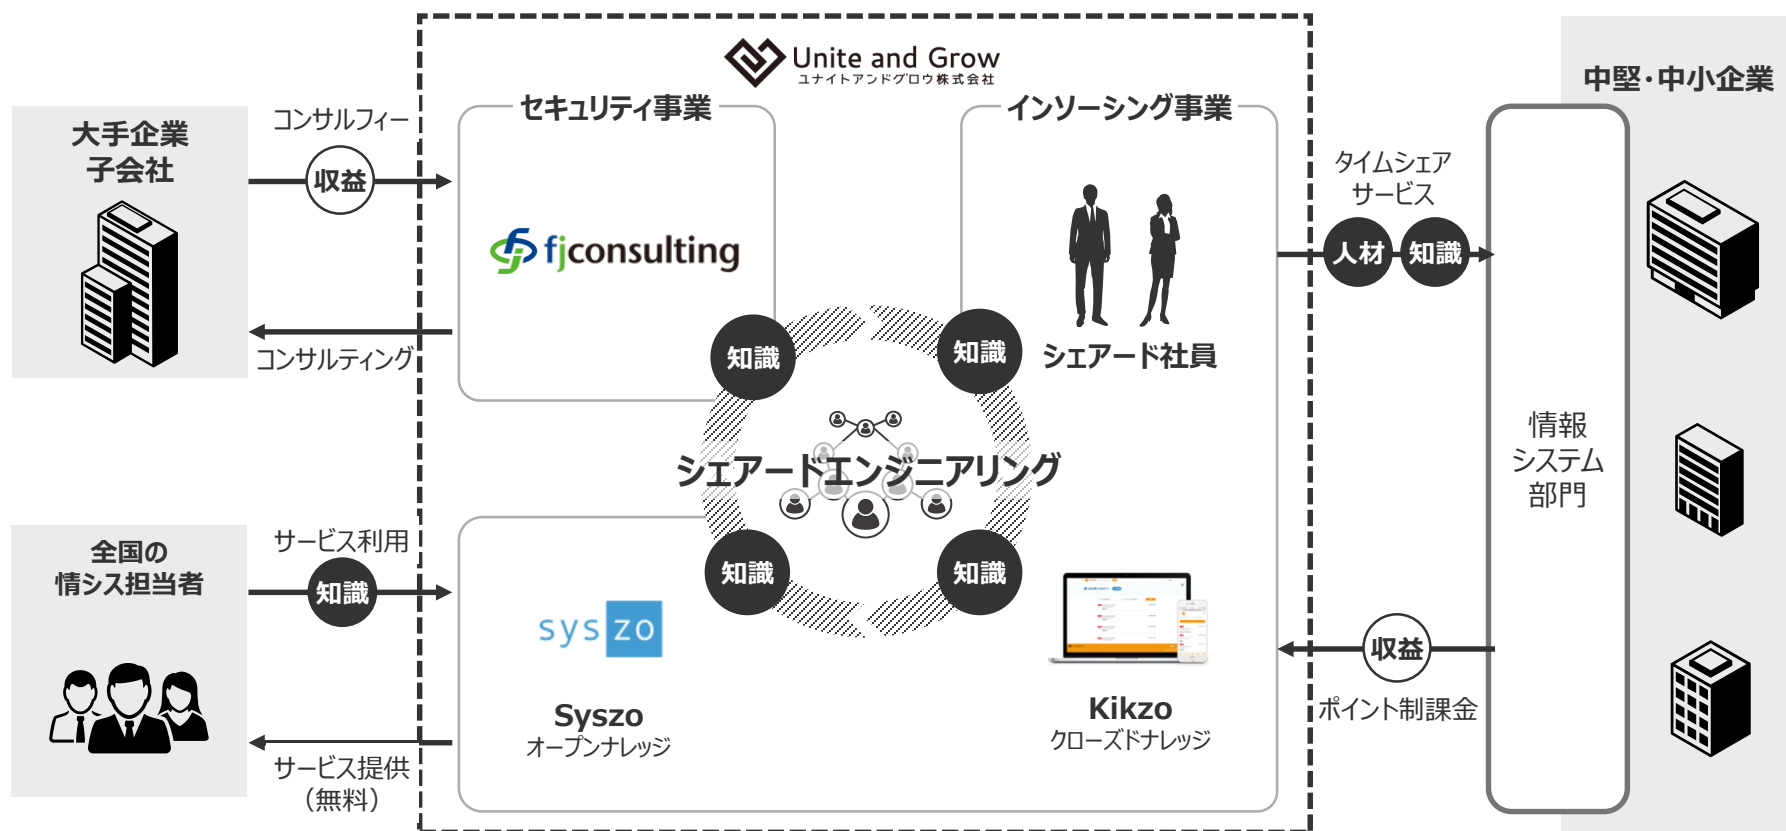 Unite and Grow
ユナイトアンドグロウ株式会社
中堅・中小企業
大手企業
子会社
コンサルフィー
収益
コンサルティング
セキュリティ事業
fjconsulting
インソーシング事業
シェアード社員
タイムシェア
サービス
人材
知識
知識
知識
シェアードエンジニアリング
知識
知識
情報
システム
部門
全国の
情シス担当者
サービス利用
知識
サービス提供
（無料）
sys zo
Syszo
オープンナレッジ
Kikzo
クローズドナレッジ
収益
ポイント制課金